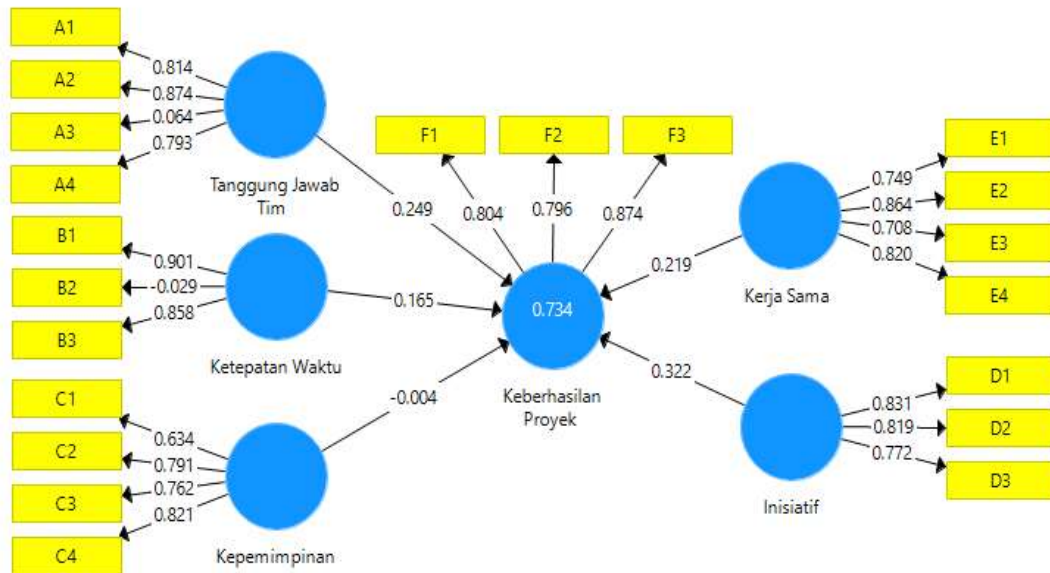 A1
A2
A3
A4
0.814
0.874
0.064
0.793
Tanggung Jawab
Tim
B1
B2
B3
0.901
-0.029
0.858
Ketepatan Waktu
C1
C2
C3
C4
0.634
0.791
0.762
0.821
Kepemimpinan
0.249
0.165
-0.004
F1
F2
F3
0.804
0.796
0.874
0.734
Keberhasilan
Proyek
0.219
0.322
Kerja Sama
0.749
0.864
0.708
0.820
E1
E2
E3
E4
Inisiatif
0.831
0.819
0.772
D1
D2
D3